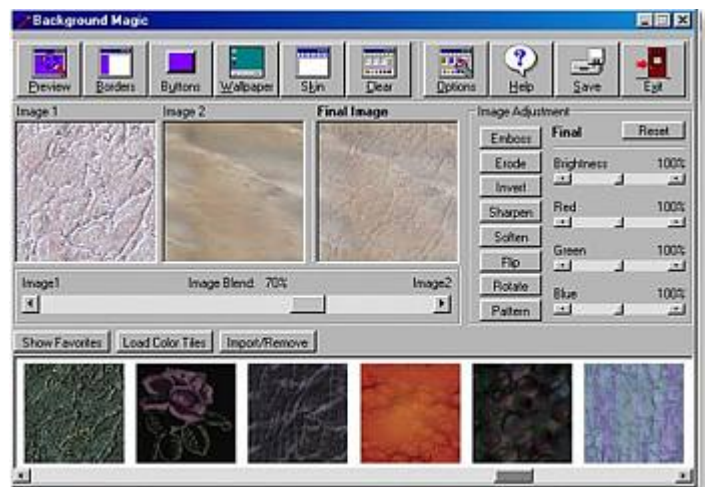 Background Magic
Preview Borders Buttons Wallpaper Skin Clear Options Help Save Exit
Image 1 Image 2 Final Image Image Adjustment
Emboss Final Reset
Erode Brightness 100%
Invert
Sharpen Red 100%
Soften
Flip Green 100%
Rotate Blue 100%
Pattern
Image1 Image Blend 70% Image2
Show Favorites Load Color Tiles Import/Remove